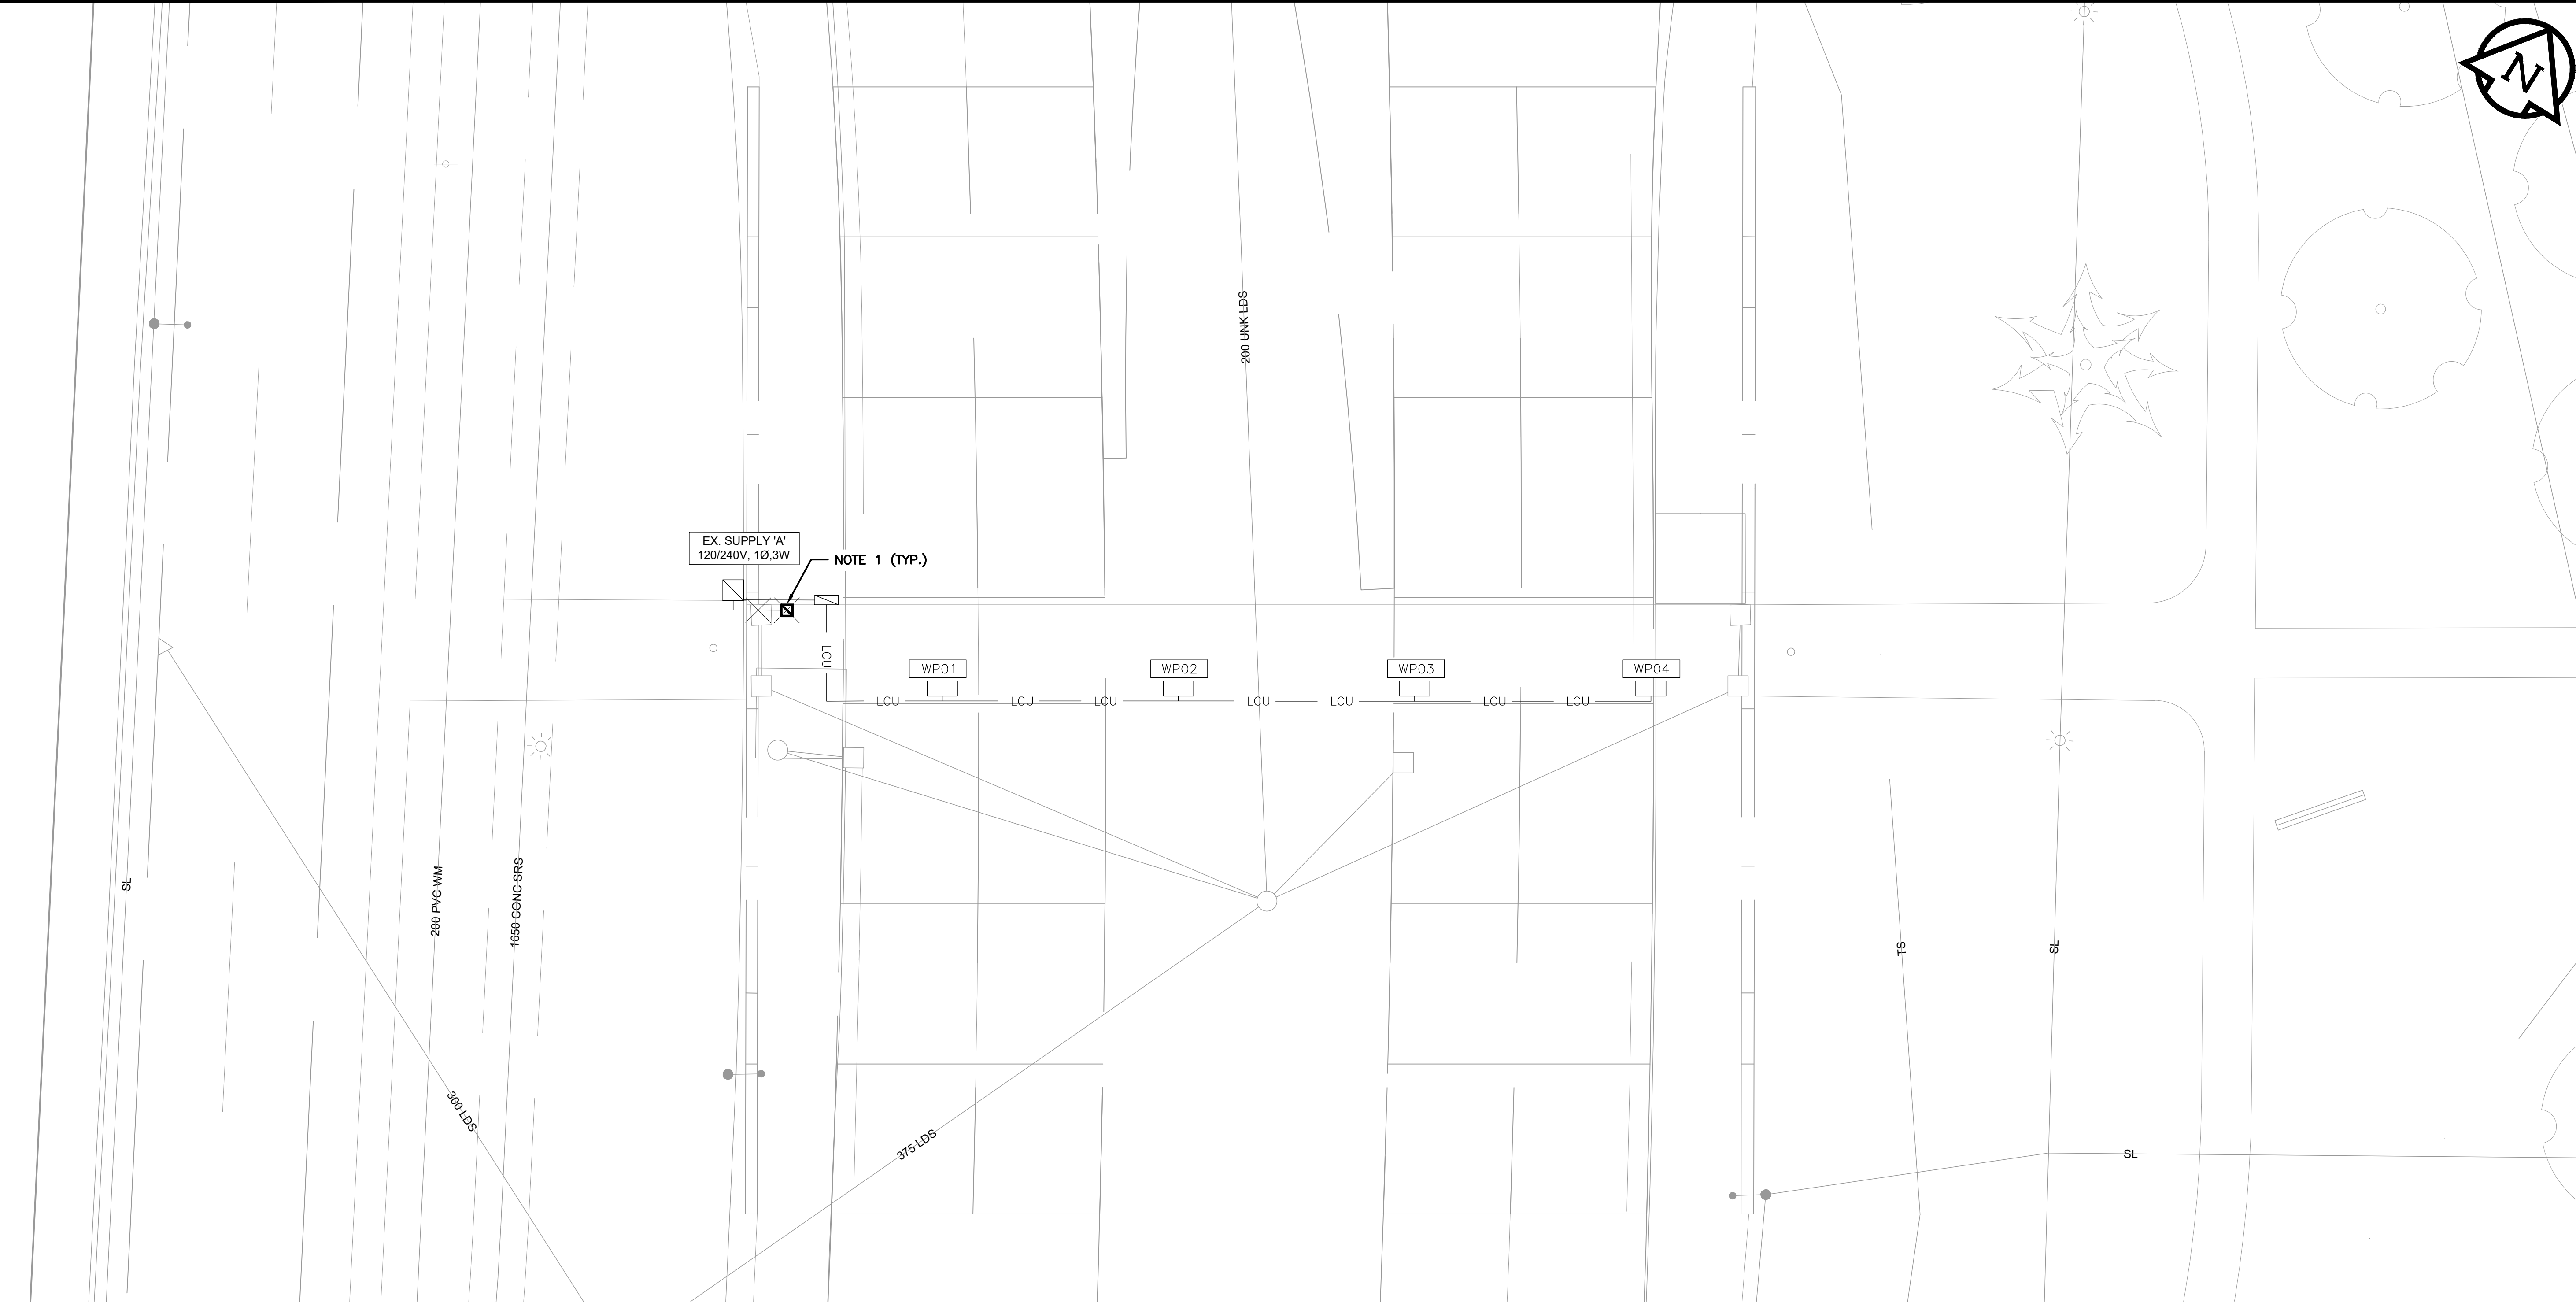 N
200 UNK LDS
EX. SUPPLY 'A'
120/240V, 1Ø,3W
NOTE 1 (TYP.)
LCU
WP01
WP02
WP03
WP04
LCU
LCU
LCU
LCU
LCU
LCU
LCU
SL
200 PVC WM
1650 CONC SRS
TS
SL
300 LDS
375 LDS
SL